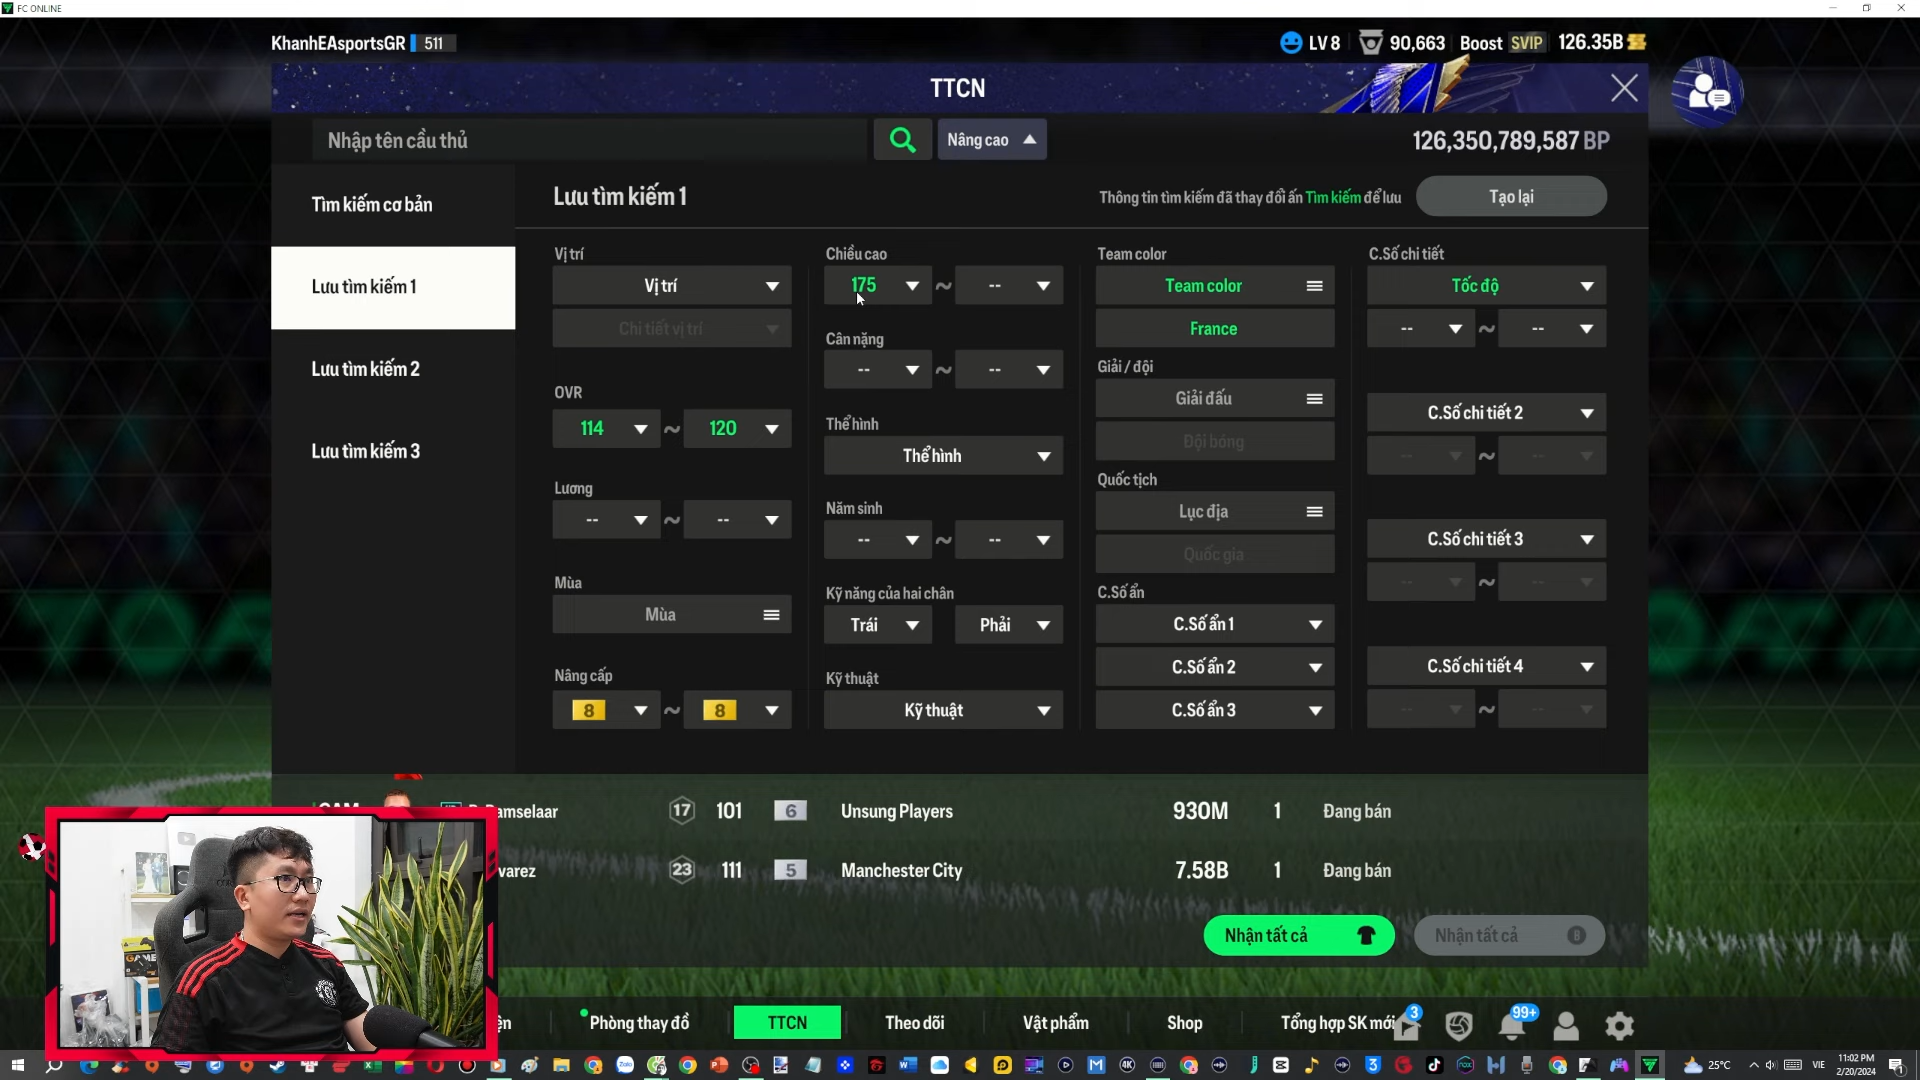 FC ONLINE
KhanhEAsportsGR 511
LV 8 90,663 Boost SVIP 126.35B
TTCN
Nhập tên cầu thủ
Nâng cao
126,350,789,587 BP
Tìm kiếm cơ bản
Lưu tìm kiếm 1
Lưu tìm kiếm 2
Lưu tìm kiếm 3
Lưu tìm kiếm 1
Thông tin tìm kiếm đã thay đổi ấn Tìm kiếm để lưu
Tạo lại
Vị trí
Vị trí
Chi tiết vị trí
OVR
114 ~ 120
Lương
-- ~ --
Mùa
Mùa
Nâng cấp
8 ~ 8
Chiều cao
175 ~ --
Cân nặng
-- ~ --
Thể hình
Thể hình
Năm sinh
-- ~ --
Kỹ năng của hai chân
Trái Phải
Kỹ thuật
Kỹ thuật
Team color
Team color
France
Giải / đội
Giải đấu
Đội bóng
Quốc tịch
Lục địa
Quốc gia
C.Số ẩn
C.Số ẩn 1
C.Số ẩn 2
C.Số ẩn 3
C.Số chi tiết
Tốc độ
-- ~ --
C.Số chi tiết 2
-- ~ --
C.Số chi tiết 3
-- ~ --
C.Số chi tiết 4
-- ~ --
17 101 6 Unsung Players 930M 1 Đang bán
23 111 5 Manchester City 7.58B 1 Đang bán
Nhận tất cả
Nhận tất cả B
Phòng thay đồ TTCN Theo dõi Vật phẩm Shop Tổng hợp SK mới 3 99+
25°C VIE 11:02 PM
2/20/2024